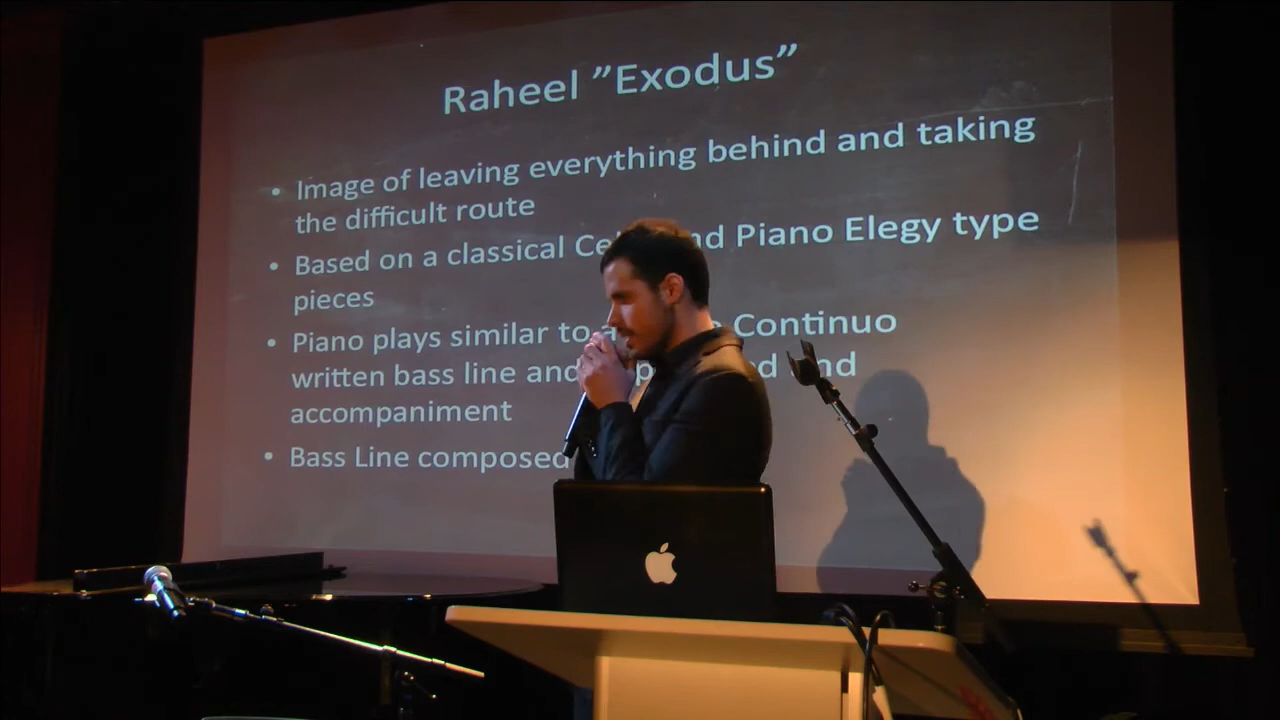 Raheel ”Exodus”
• Image of leaving everything behind and taking
the difficult route
• Based on a classical Ce nd Piano Elegy type
pieces
• Piano plays similar to a Continuo
written bass line and
accompaniment
• Bass Line composed